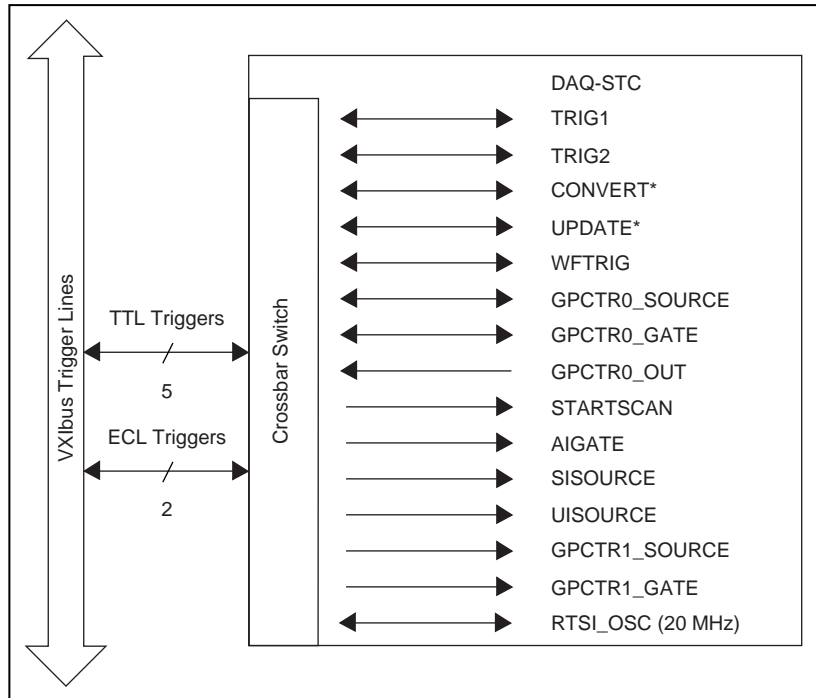 DAQ-STC
TRIG1
TRIG2
CONVERT*
UPDATE*
WFTRIG
GPCTR0_SOURCE
GPCTR0_GATE
GPCTR0_OUT
STARTSCAN
AIGATE
SISOURCE
UISOURCE
GPCTR1_SOURCE
GPCTR1_GATE
RTSI_OSC (20 MHz)
VXIbus Trigger Lines
TTL Triggers
5
ECL Triggers
2
Crossbar Switch